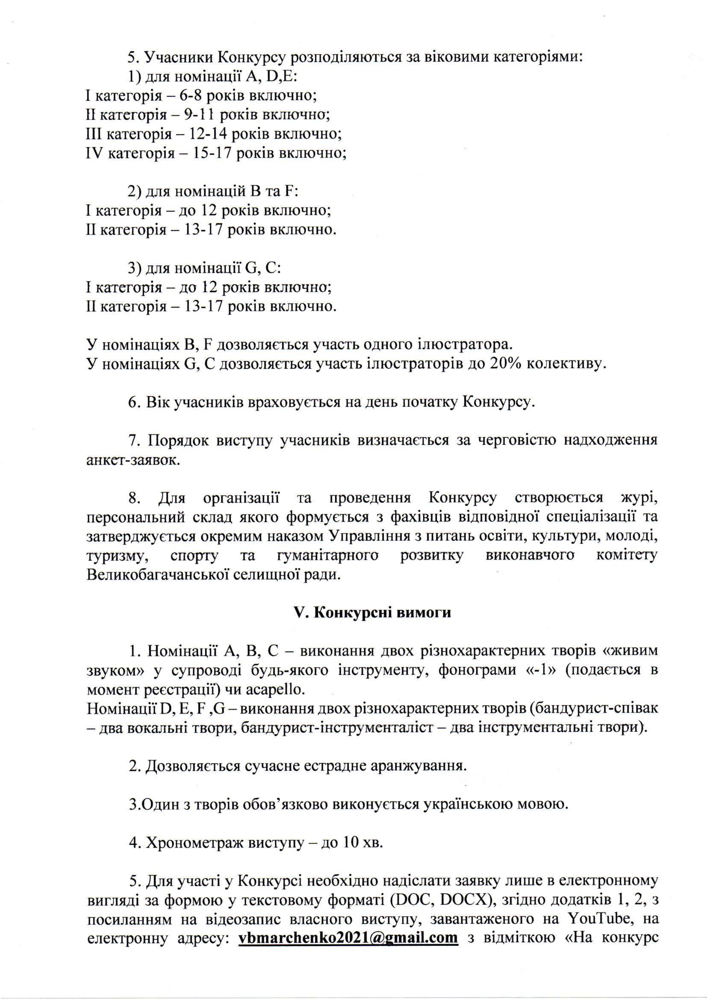 5. Учасники Конкурсу розподіляються за віковими категоріями:
1) для номінації A, D,E:
I категорія – 6-8 років включно;
II категорія – 9-11 років включно;
III категорія – 12-14 років включно;
IV категорія – 15-17 років включно;
2) для номінацій B та F:
I категорія – до 12 років включно;
II категорія – 13-17 років включно.
3) для номінації G, C:
I категорія – до 12 років включно;
II категорія – 13-17 років включно.
У номінаціях B, F дозволяється участь одного ілюстратора.
У номінаціях G, C дозволяється участь ілюстраторів до 20% колективу.
6. Вік учасників враховується на день початку Конкурсу.
7. Порядок виступу учасників визначається за черговістю надходження
анкет-заявок.
8. Для організації та проведення Конкурсу створюється журі,
персональний склад якого формується з фахівців відповідної спеціалізації та
затверджується окремим наказом Управління з питань освіти, культури, молоді,
туризму, спорту та гуманітарного розвитку виконавчого комітету
Великобагачанської селищної ради.
V. Конкурсні вимоги
1. Номінації A, B, C – виконання двох різнохарактерних творів «живим
звуком» у супроводі будь-якого інструменту, фонограми «-1» (подається в
момент реєстрації) чи acapello.
Номінації D, E, F ,G – виконання двох різнохарактерних творів (бандурист-співак
– два вокальні твори, бандурист-інструменталіст – два інструментальні твори).
2. Дозволяється сучасне естрадне аранжування.
3.Один з творів обов’язково виконується українською мовою.
4. Хронометраж виступу – до 10 хв.
5. Для участі у Конкурсі необхідно надіслати заявку лише в електронному
вигляді за формою у текстовому форматі (DOC, DOCX), згідно додатків 1, 2, з
посиланням на відеозапис власного виступу, завантаженого на YouTube, на
електронну адресу: vbmarchenko2021@gmail.com з відміткою «На конкурс